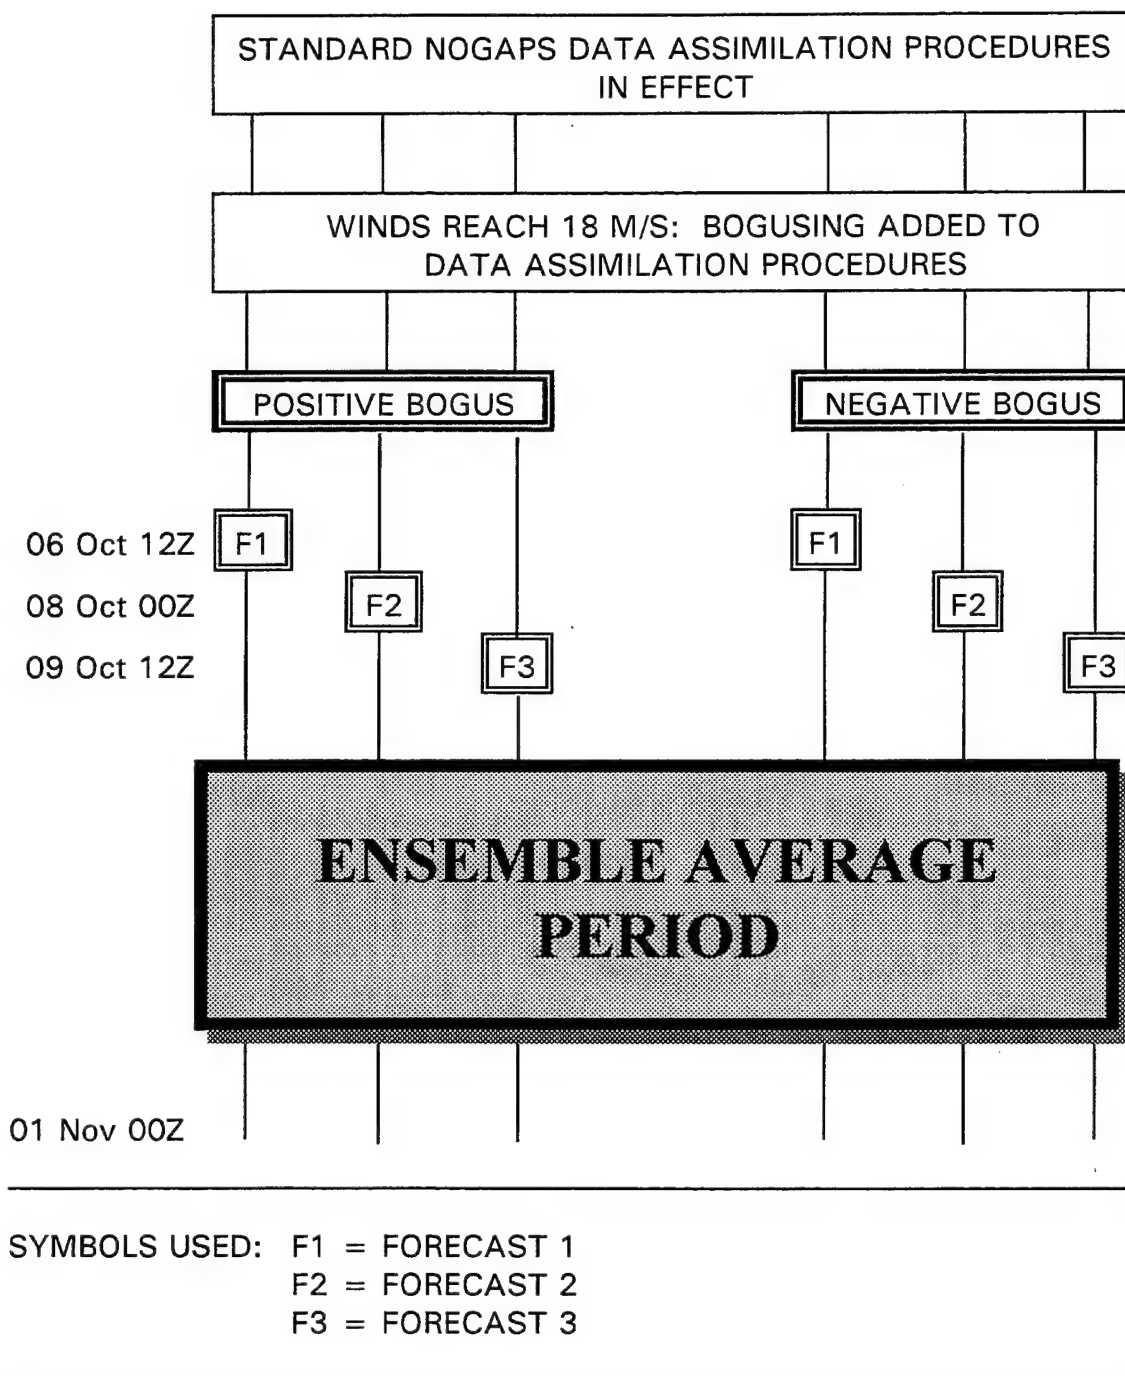 STANDARD NOGAPS DATA ASSIMILATION PROCEDURES
IN EFFECT
WINDS REACH 18 M/S: BOGUSING ADDED TO
DATA ASSIMILATION PROCEDURES
POSITIVE BOGUS
NEGATIVE BOGUS
06 Oct 12Z F1 F1
08 Oct 00Z F2 F2
09 Oct 12Z F3 F3
ENSEMBLE AVERAGE
PERIOD
01 Nov 00Z
SYMBOLS USED: F1 = FORECAST 1
F2 = FORECAST 2
F3 = FORECAST 3